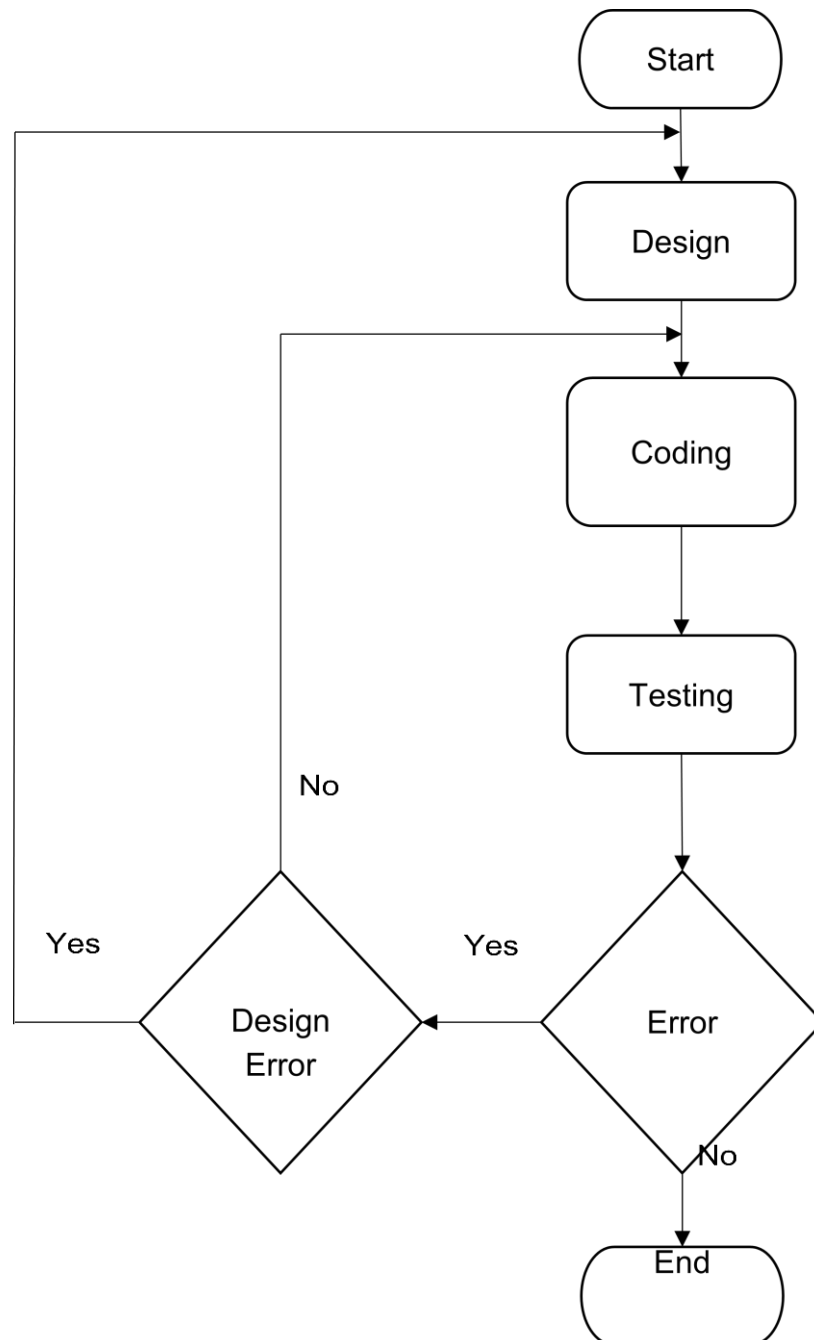 Start
Design
Coding
Testing
No
Yes
Yes
Design
Error
Error
No
End